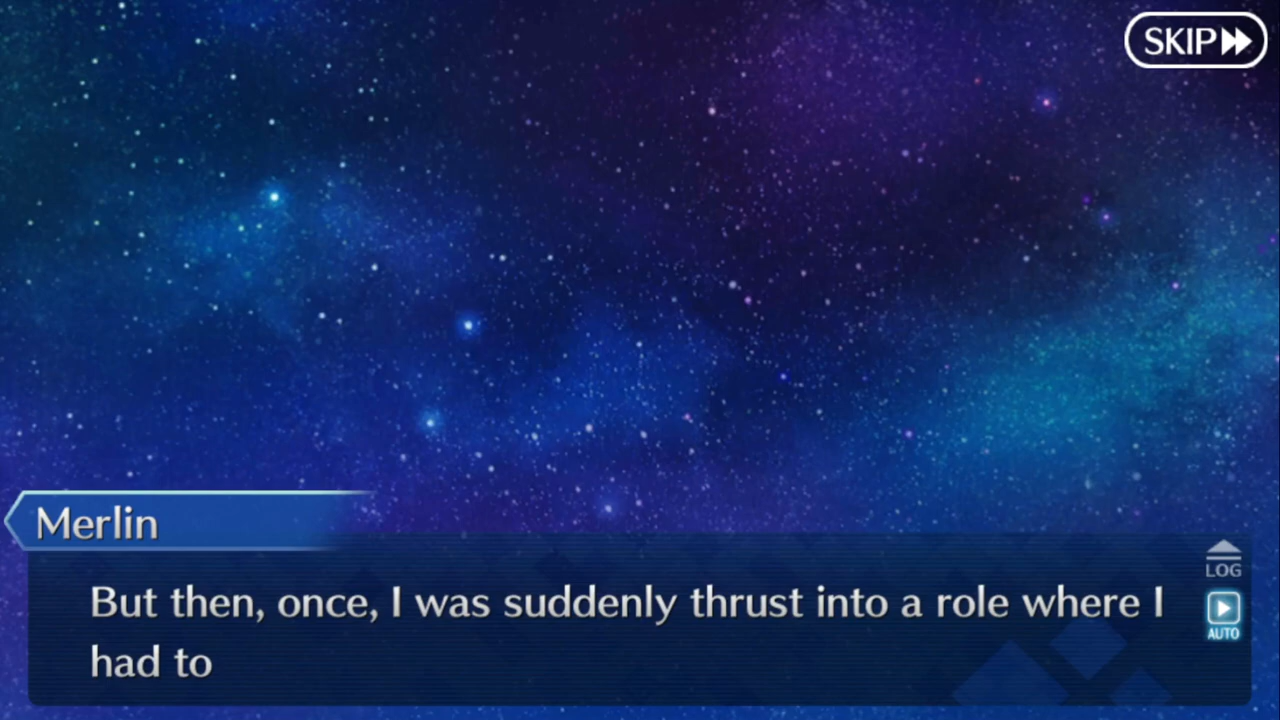 SKIP
Merlin
But then, once, I was suddenly thrust into a role where I
had to
LOG
AUTO